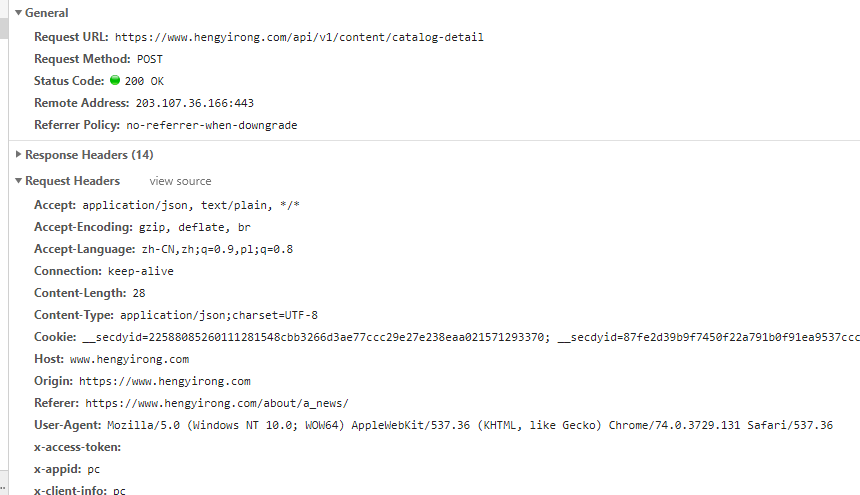 General
Request URL: https://www.hengyirong.com/api/v1/content/catalog-detail
Request Method: POST
Status Code: 200 OK
Remote Address: 203.107.36.166:443
Referrer Policy: no-referrer-when-downgrade
Response Headers (14)
Request Headers view source
Accept: application/json, text/plain, */*
Accept-Encoding: gzip, deflate, br
Accept-Language: zh-CN,zh;q=0.9,pl;q=0.8
Connection: keep-alive
Content-Length: 28
Content-Type: application/json;charset=UTF-8
Cookie: __secdyid=22588085260111281548cbb3266d3ae77ccc29e27e238eaa021571293370; __secdyid=87fe2d39b9f7450f22a791b0f91ea9537ccc
Host: www.hengyirong.com
Origin: https://www.hengyirong.com
Referer: https://www.hengyirong.com/about/a_news/
User-Agent: Mozilla/5.0 (Windows NT 10.0; WOW64) AppleWebKit/537.36 (KHTML, like Gecko) Chrome/74.0.3729.131 Safari/537.36
x-access-token:
x-appid: pc
x-client-info: pc